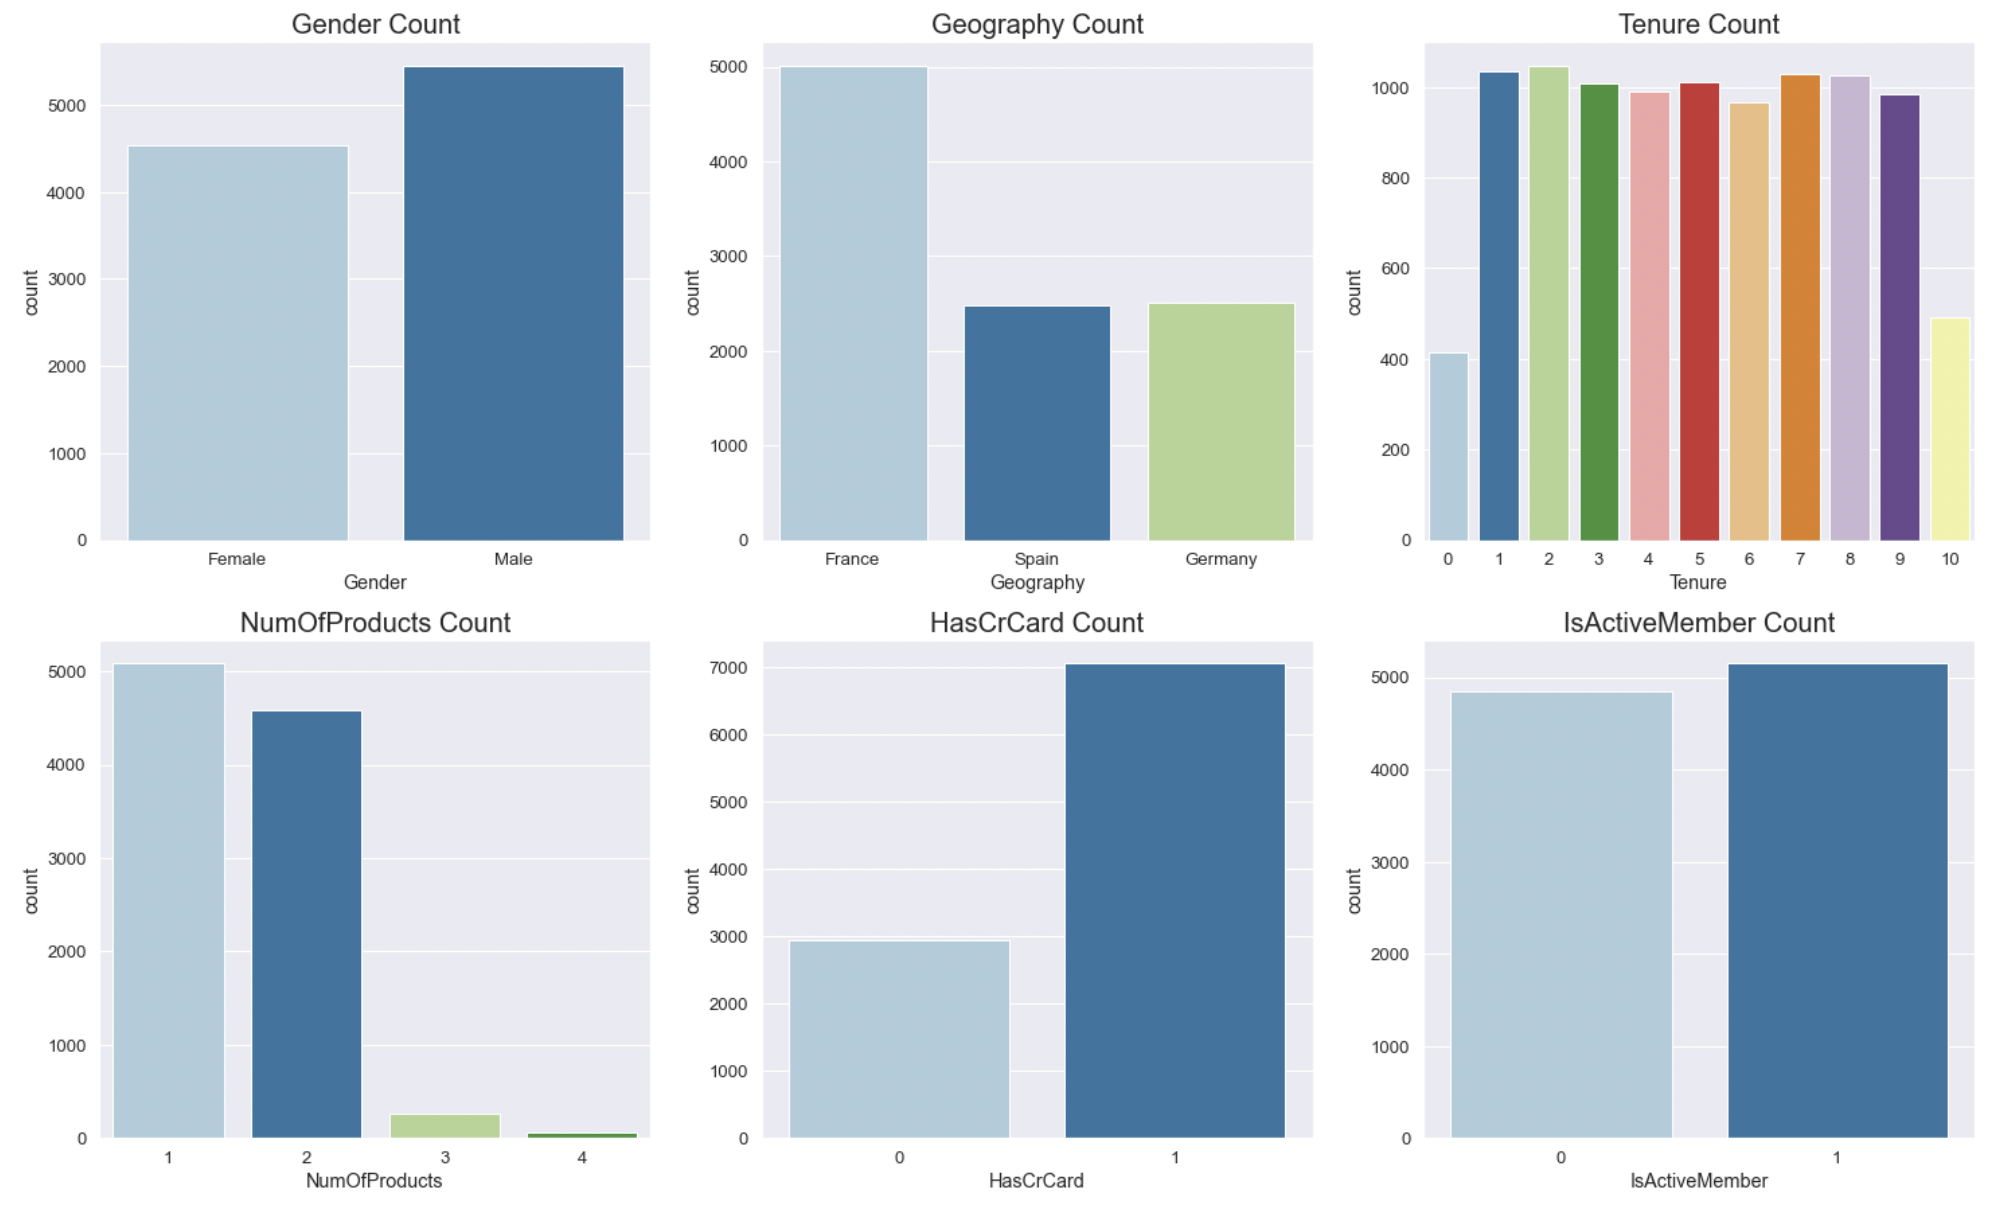 Gender Count
5000
4000
3000
2000
1000
0
count
Female Male
Gender
Geography Count
5000
4000
3000
2000
1000
0
count
France Spain Germany
Geography
Tenure Count
1000
800
600
400
200
0
count
0 1 2 3 4 5 6 7 8 9 10
Tenure
NumOfProducts Count
5000
4000
3000
2000
1000
0
count
1 2 3 4
NumOfProducts
HasCrCard Count
7000
6000
5000
4000
3000
2000
1000
0
count
0 1
HasCrCard
IsActiveMember Count
5000
4000
3000
2000
1000
0
count
0 1
IsActiveMember